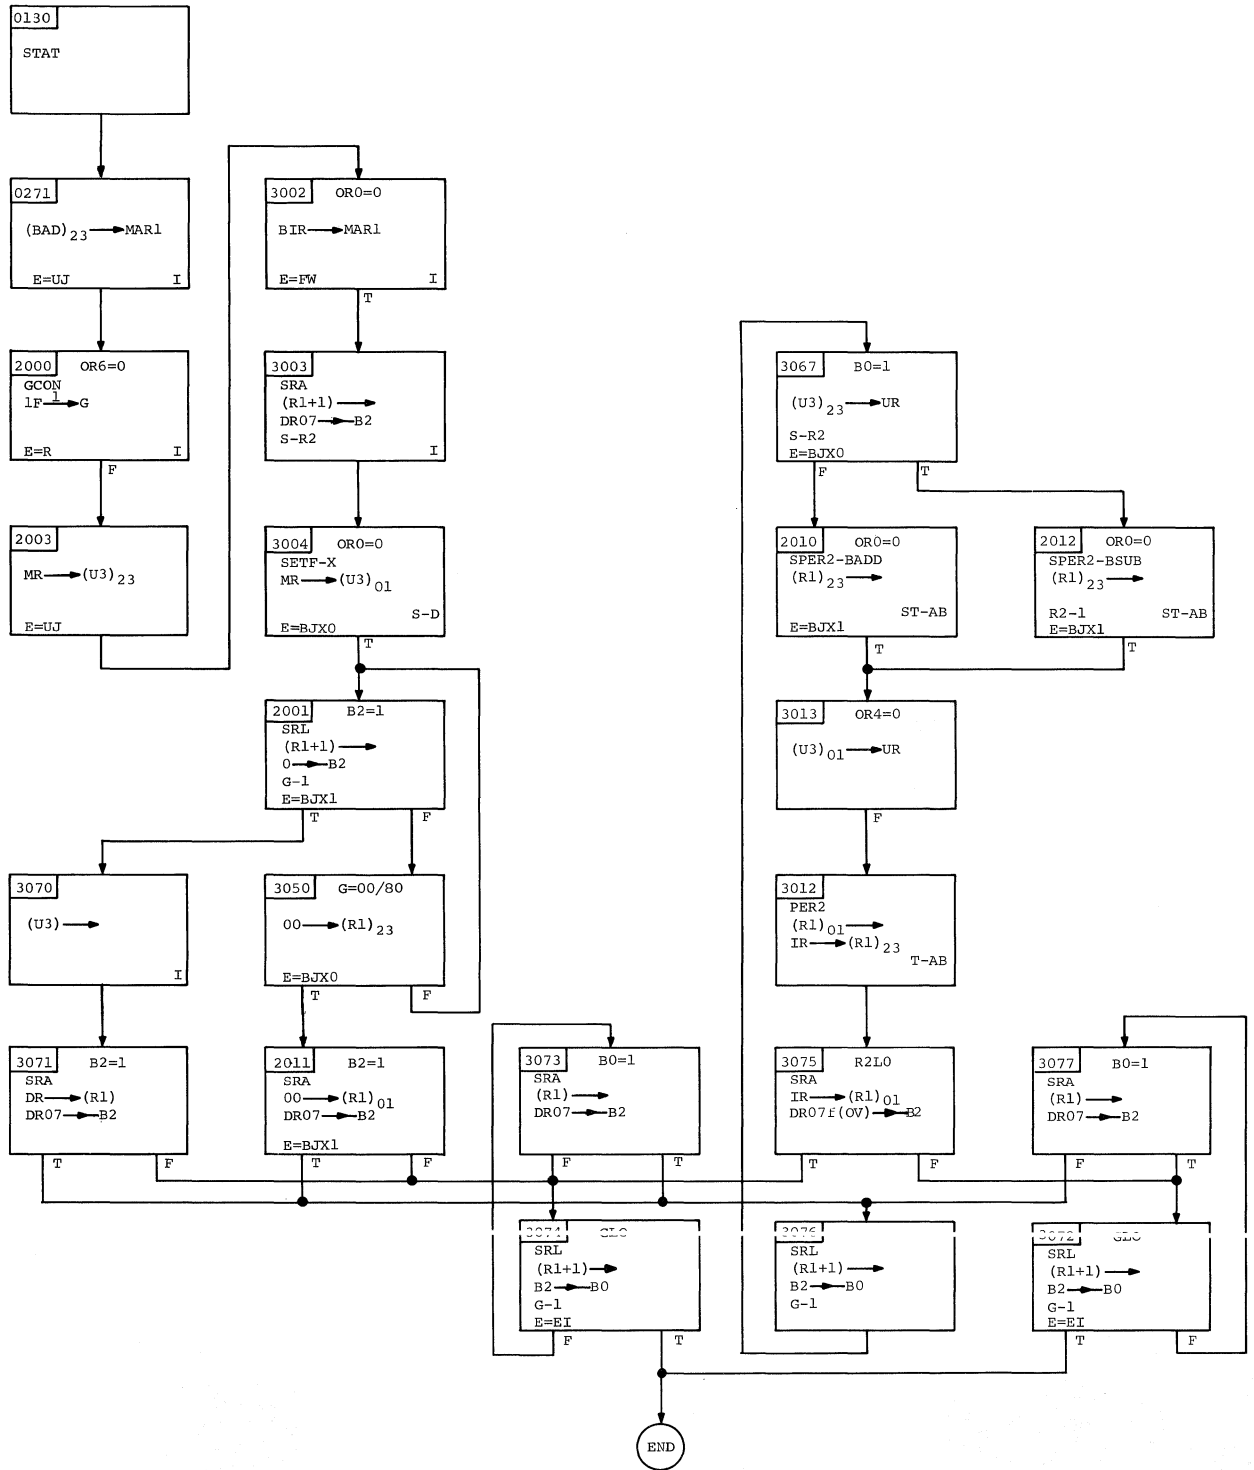 0130
STAT
0271
(BAD)23 → MAR1
E=UJ I
2000 OR6=0
GCON
1F 1→ G
E=R I
F
2003
MR → (U3)23
E=UJ
3002 OR0=0
BIR → MAR1
E=FW I
T
3003
SRA
(R1+1) →
DR07 → B2
S-R2
I
3004 OR0=0
SETF-X
MR → (U3)01
S-D
E=BJX0
T
2001 B2=1
SRL
(R1+1) →
0 → B2
G-1
E=BJX1
T F
3070
(U3) →
I
3050 G=00/80
00 → (R1)23
E=BJX0
T F
3071 B2=1
SRA
DR → (R1)
DR07 → B2
T F
2011 B2=1
SRA
00 → (R1)01
DR07 → B2
E=BJX1
T F
3067 B0=1
(U3)23 → UR
S-R2
E=BJX0
F T
2010 OR0=0
SPER2-BADD
(R1)23 →
ST-AB
E=BJX1
T
2012 OR0=0
SPER2-BSUB
(R1)23 →
R2-1 ST-AB
E=BJX1
T
3013 OR4=0
(U3)01 → UR
F
3012
PER2
(R1)01 →
IR → (R1)23
T-AB
3073 B0=1
SRA
(R1) →
DR07 → B2
F T
3075 R2L0
SRA
IR → (R1)01
DR07f(OV) → B2
T F
3077 B0=1
SRA
(R1) →
DR07 → B2
F T
3074
SRL
(R1+1) →
B2 → B0
G-1
E=EI
F T
3076
SRL
(R1+1) →
B2 → B0
G-1
3072
SRL
(R1+1) →
B2 → B0
G-1
E=EI
T F
END